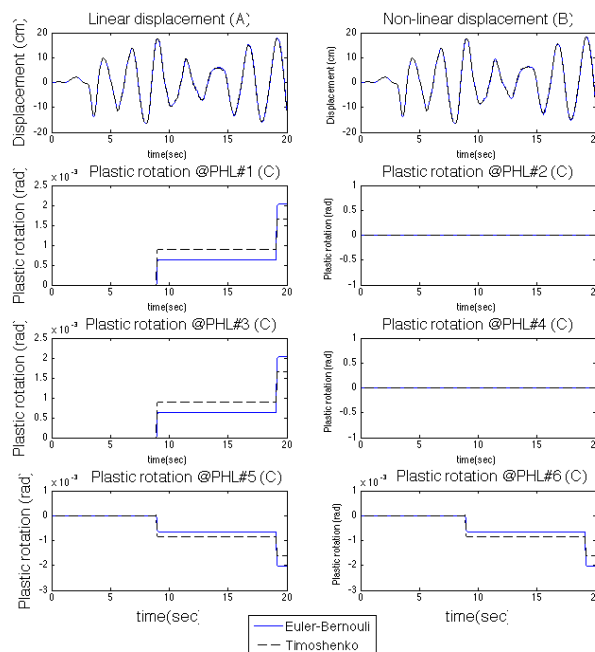 Linear displacement (A)
Displacement (cm)
20
10
0
-10
-20
0 5 10 15 20
time(sec)
Non-linear displacement (B)
Displacement (cm)
20
10
0
-10
-20
0 5 10 15 20
time(sec)
Plastic rotation @PHL#1 (C)
x 10^-3
Plastic rotation (rad)
2.5
2
1.5
1
0.5
0
0 5 10 15 20
time(sec)
Plastic rotation @PHL#2 (C)
Plastic rotation (rad)
1
0.5
0
-0.5
-1
0 5 10 15 20
time(sec)
Plastic rotation @PHL#3 (C)
x 10^-3
Plastic rotation (rad)
2.5
2
1.5
1
0.5
0
0 5 10 15 20
time(sec)
Plastic rotation @PHL#4 (C)
Plastic rotation (rad)
1
0.5
0
-0.5
-1
0 5 10 15 20
time(sec)
Plastic rotation @PHL#5 (C)
x 10^-3
Plastic rotation (rad)
1
0
-1
-2
-3
0 5 10 15 20
time(sec)
Plastic rotation @PHL#6 (C)
x 10^-3
Plastic rotation (rad)
1
0
-1
-2
-3
0 5 10 15 20
time(sec)
Euler-Bernouli
Timoshenko